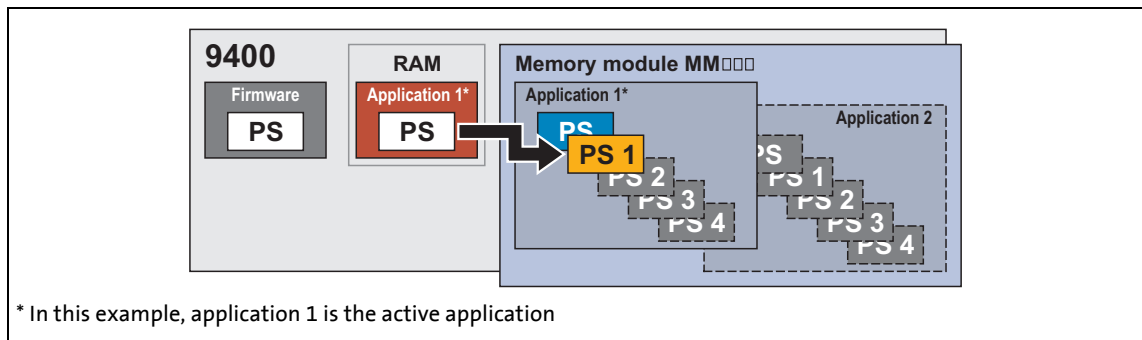 9400
Firmware
PS
RAM
Application 1*
PS
Memory module MM□□□
Application 1*
PS
PS 1
PS 2
PS 3
PS 4
Application 2
PS
PS 1
PS 2
PS 3
PS 4
* In this example, application 1 is the active application